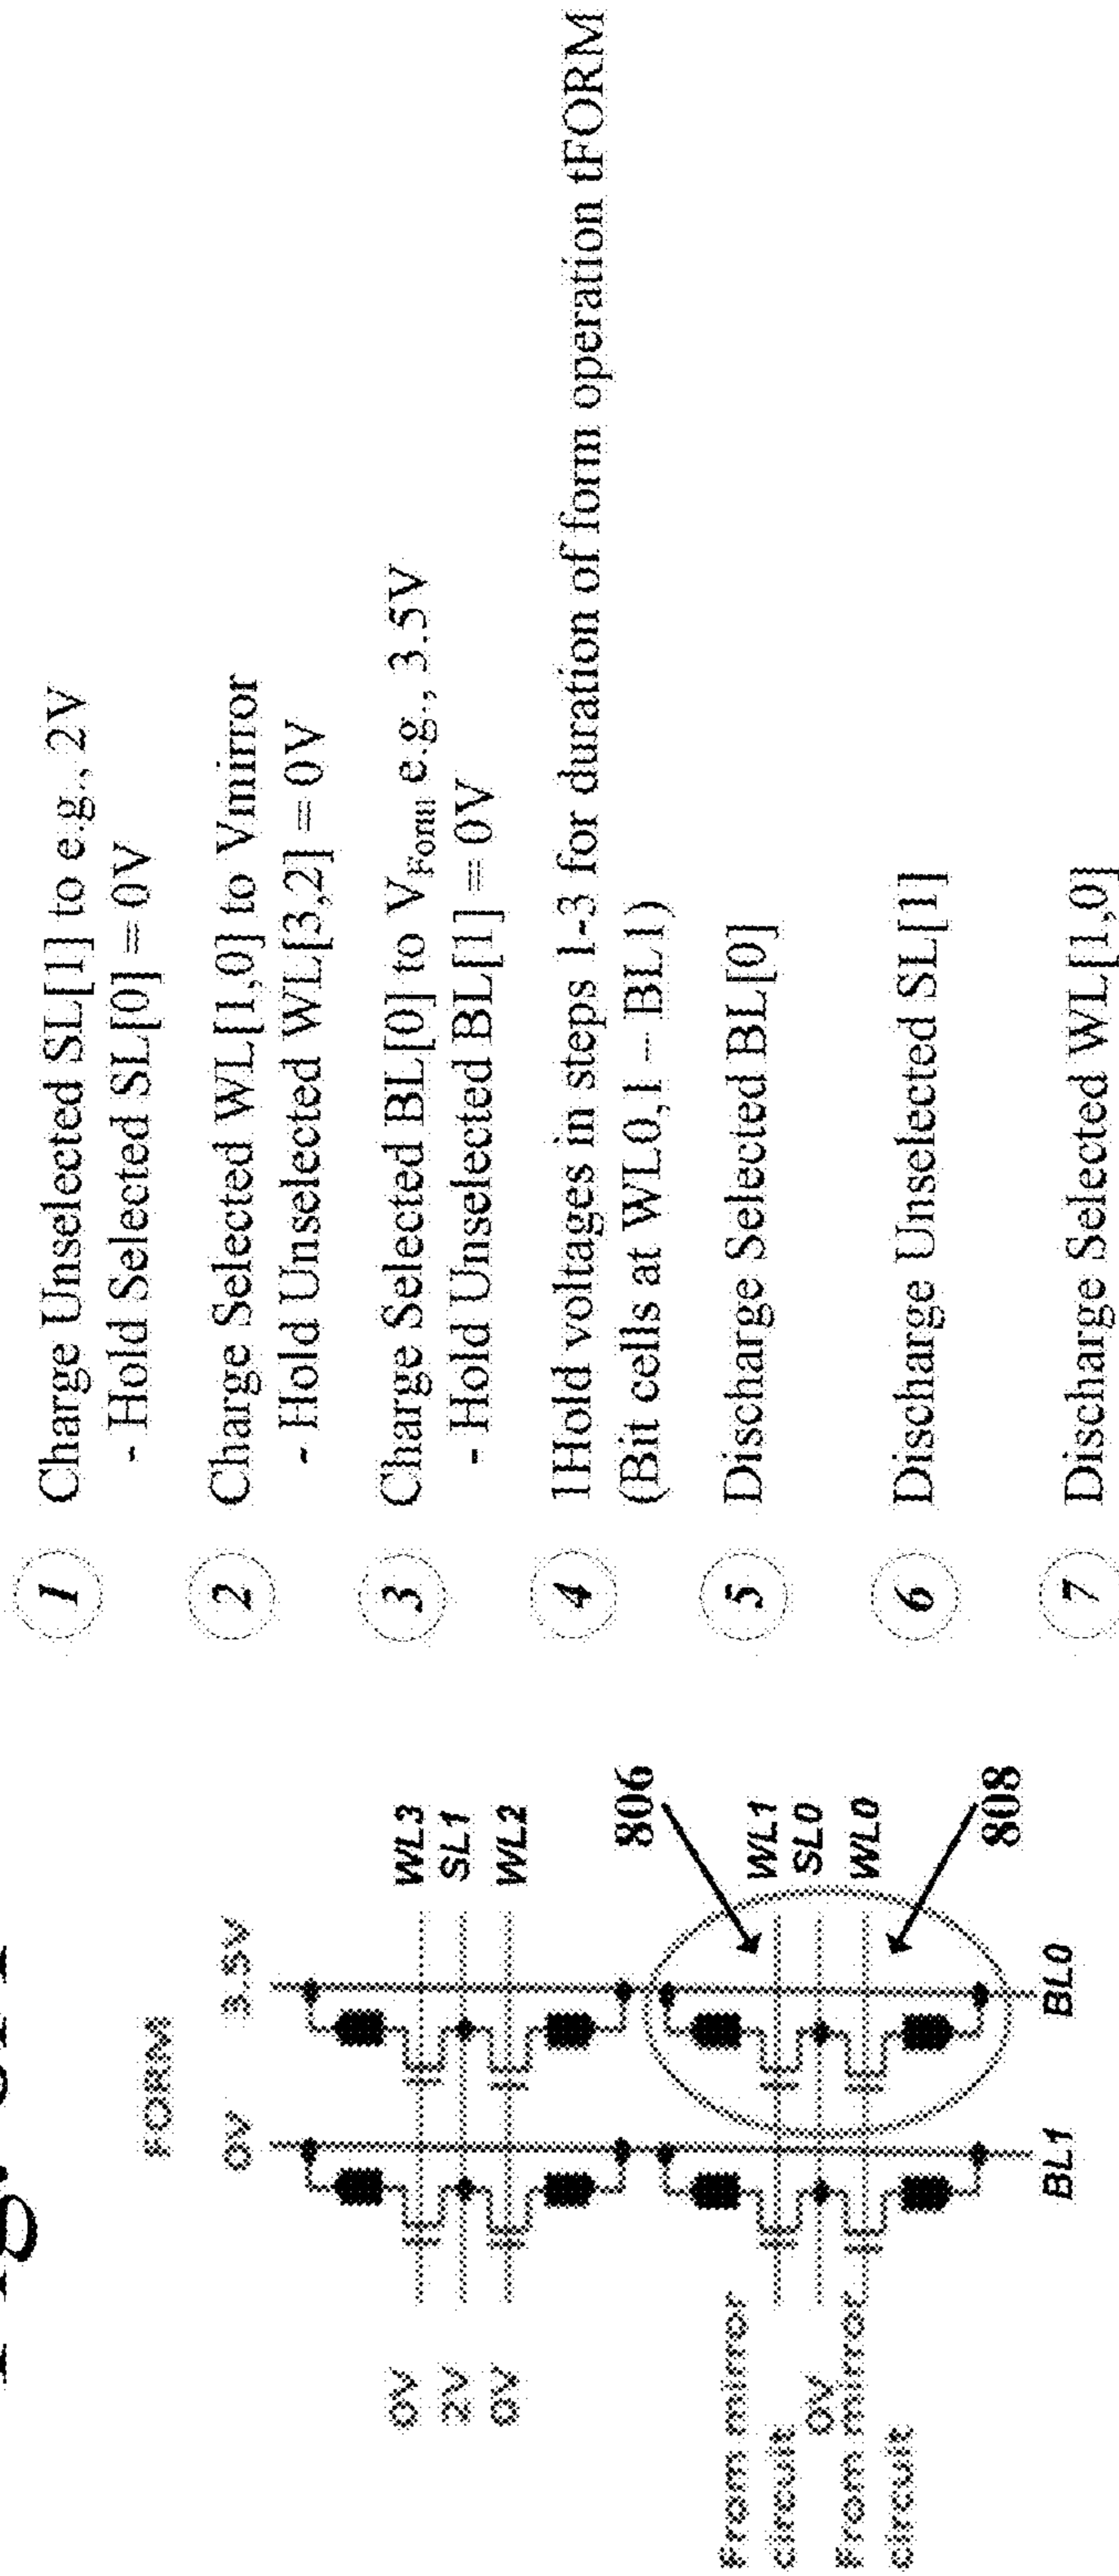 FORM
0V 3.5V
0V
2V
0V
WL3
SL1
WL2
From mirror
circuit
0V
From mirror
circuit
806
WL1
SL0
WL0
808
BL1 BL0
1 Charge Unselected SL[1] to e.g., 2V
- Hold Selected SL[0] = 0V
2 Charge Selected WL[1,0] to Vmirror
- Hold Unselected WL[3,2] = 0V
3 Charge Selected BL[0] to VForm e.g., 3.5V
- Hold Unselected BL[1] = 0V
4 1Hold voltages in steps 1-3 for duration of form operation tFORM
(Bit cells at WL0,1 – BL1)
5 Discharge Selected BL[0]
6 Discharge Unselected SL[1]
7 Discharge Selected WL[1,0]